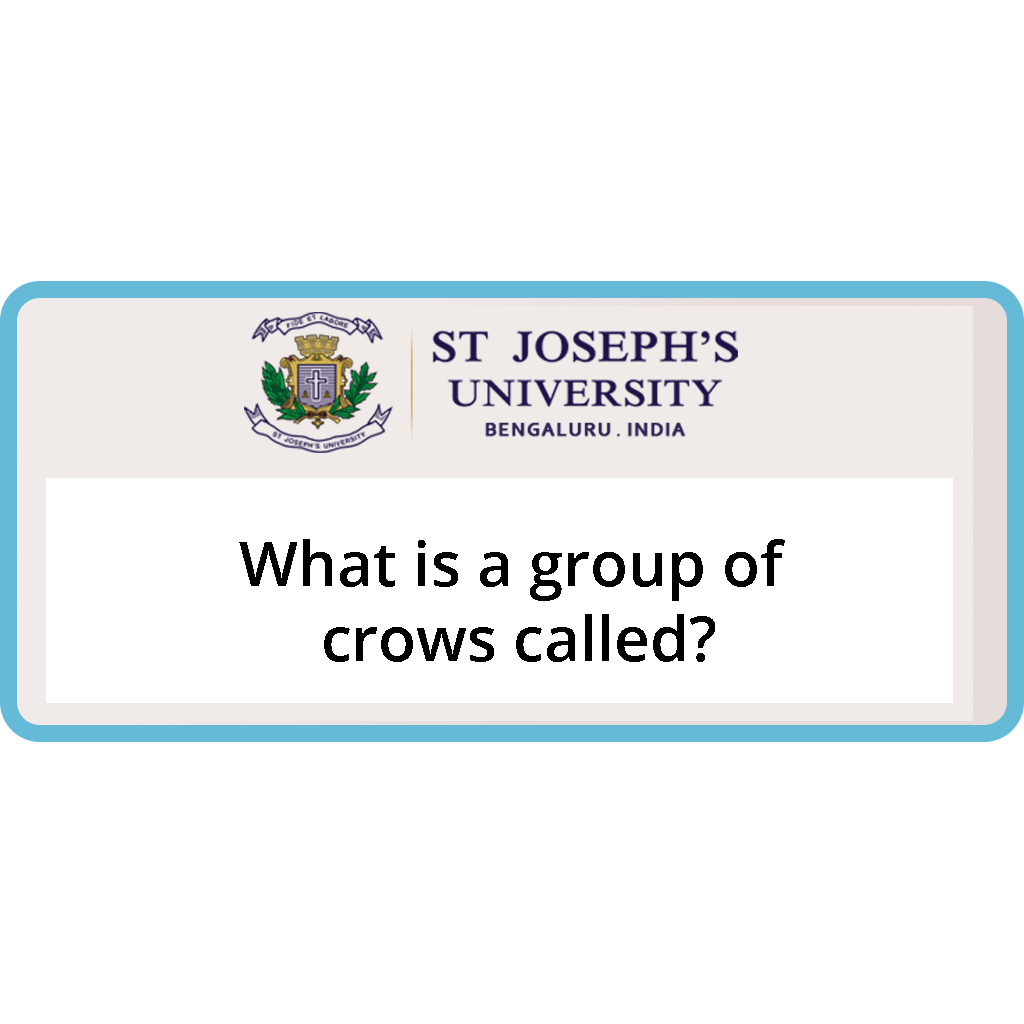 FIDE ET LABORE
ST JOSEPH'S
UNIVERSITY
BENGALURU . INDIA
ST JOSEPH'S UNIVERSITY
What is a group of
crows called?